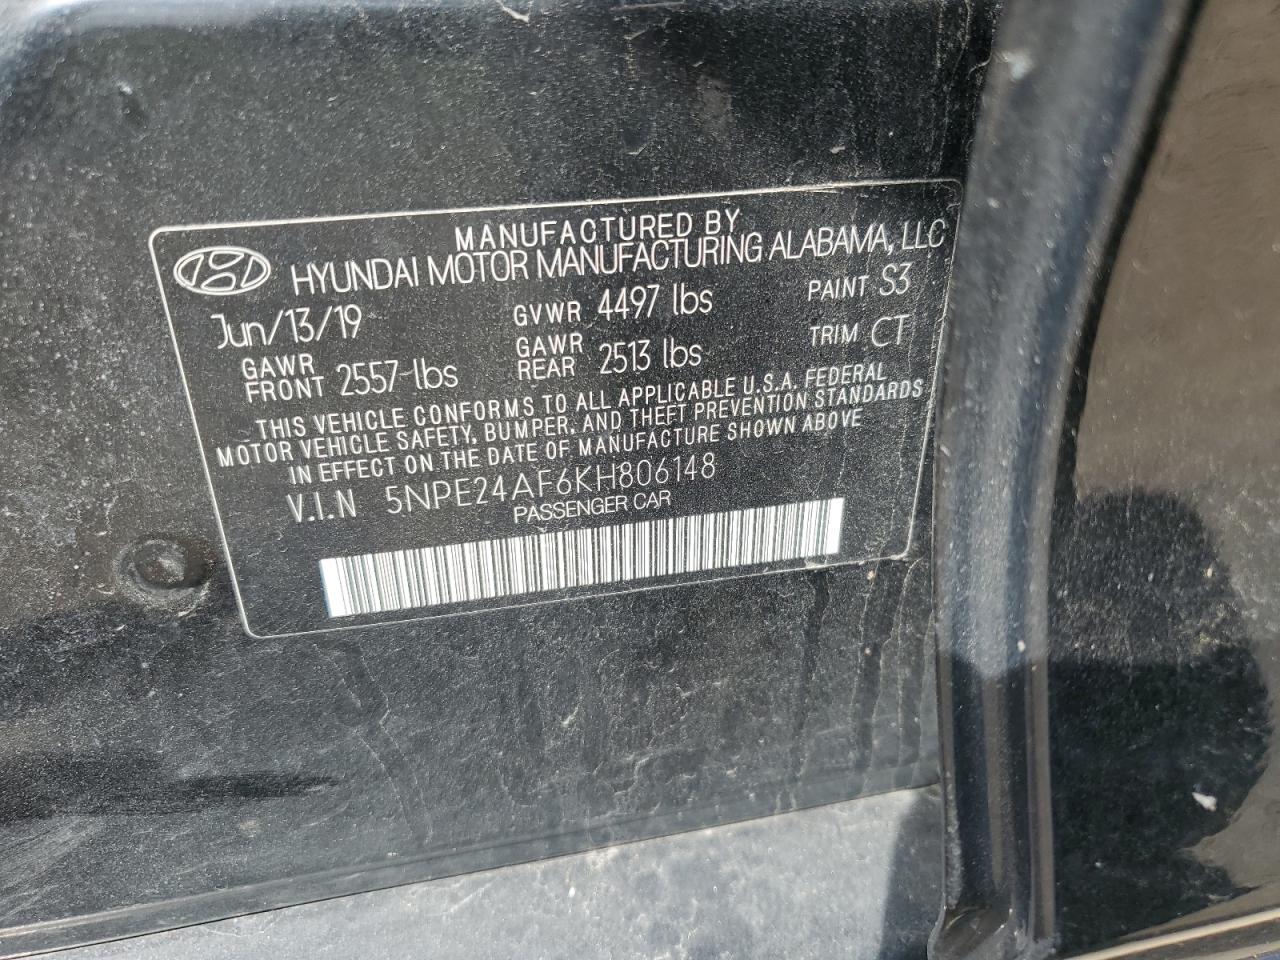 MANUFACTURED BY
HYUNDAI MOTOR MANUFACTURING ALABAMA, LLC
Jun/13/19 GVWR 4497 lbs PAINT S3
GAWR FRONT 2557-lbs GAWR REAR 2513 lbs TRIM CT
THIS VEHICLE CONFORMS TO ALL APPLICABLE U.S.A. FEDERAL
MOTOR VEHICLE SAFETY, BUMPER, AND THEFT PREVENTION STANDARDS
IN EFFECT ON THE DATE OF MANUFACTURE SHOWN ABOVE
V.I.N 5NPE24AF6KH806148
PASSENGER CAR